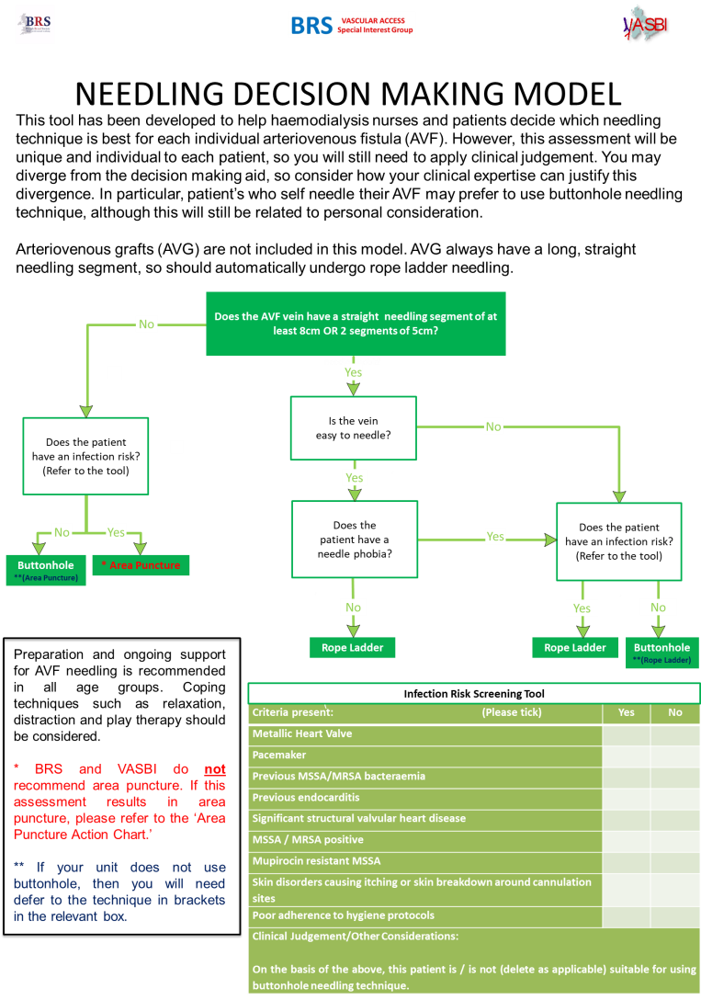 BRS
BRS
VASCULAR ACCESS
Special Interest Group
VASBI
NEEDLING DECISION MAKING MODEL
This tool has been developed to help haemodialysis nurses and patients decide which needling
technique is best for each individual arteriovenous fistula (AVF). However, this assessment will be
unique and individual to each patient, so you will still need to apply clinical judgement. You may
diverge from the decision making aid, so consider how your clinical expertise can justify this
divergence. In particular, patient's who self needle their AVF may prefer to use buttonhole needling
technique, although this will still be related to personal consideration.
Arteriovenous grafts (AVG) are not included in this model. AVG always have a long, straight
needling segment, so should automatically undergo rope ladder needling.
Does the AVF vein have a straight needling segment of at
least 8cm OR 2 segments of 5cm?
No
Yes
Does the patient
have an infection risk?
(Refer to the tool)
Is the vein
easy to needle?
No
Yes
No
Yes
Buttonhole
**(Area Puncture)
* Area Puncture
Does the
patient have a
needle phobia?
Yes
Does the patient
have an infection risk?
(Refer to the tool)
No
Yes
No
Rope Ladder
Rope Ladder
Buttonhole
**(Rope Ladder)
Preparation and ongoing support
for AVF needling is recommended
in all age groups. Coping
techniques such as relaxation,
distraction and play therapy should
be considered.
* BRS and VASBI do not
recommend area puncture. If this
assessment results in area
puncture, please refer to the 'Area
Puncture Action Chart.'
** If your unit does not use
buttonhole, then you will need
defer to the technique in brackets
in the relevant box.
Infection Risk Screening Tool
Criteria present: (Please tick) Yes No
Metallic Heart Valve
Pacemaker
Previous MSSA/MRSA bacteraemia
Previous endocarditis
Significant structural valvular heart disease
MSSA / MRSA positive
Mupirocin resistant MSSA
Skin disorders causing itching or skin breakdown around cannulation
sites
Poor adherence to hygiene protocols
Clinical Judgement/Other Considerations:
On the basis of the above, this patient is / is not (delete as applicable) suitable for using
buttonhole needling technique.